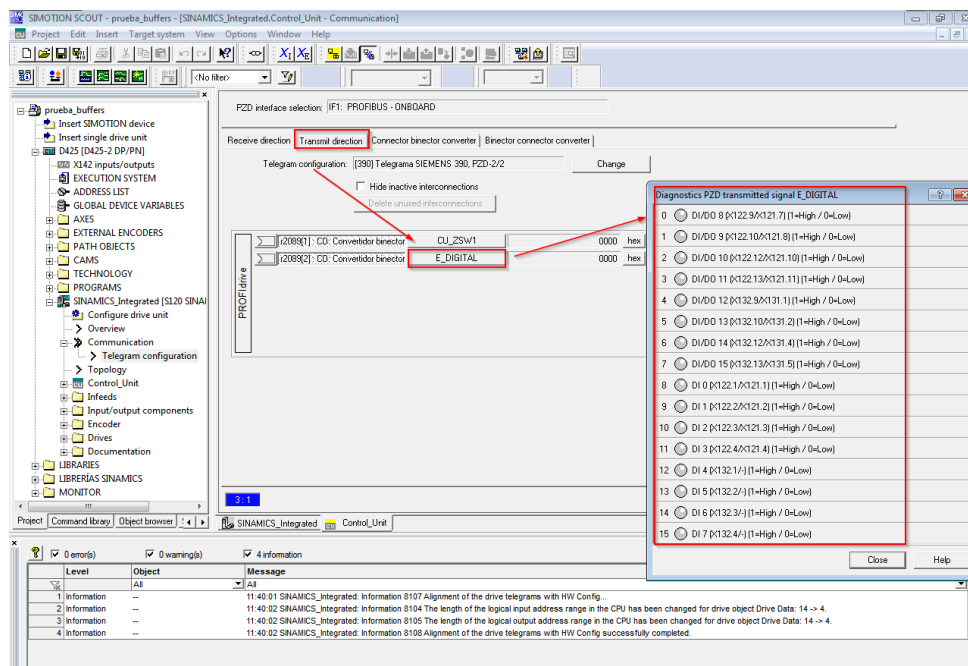 SIMOTION SCOUT - prueba_buffers - [SINAMICS_Integrated.Control_Unit - Communication]
Project Edit Insert Target system View Options Window Help
<No filter>
prueba_buffers
Insert SIMOTION device
Insert single drive unit
D425 [D425-2 DP/PN]
X142 inputs/outputs
EXECUTION SYSTEM
ADDRESS LIST
GLOBAL DEVICE VARIABLES
AXES
EXTERNAL ENCODERS
PATH OBJECTS
CAMS
TECHNOLOGY
PROGRAMS
SINAMICS_Integrated [S120 SINAI
Configure drive unit
Overview
Communication
Telegram configuration
Topology
Control_Unit
Infeeds
Input/output components
Encoder
Drives
Documentation
LIBRARIES
LIBRERÍAS SINAMICS
MONITOR
Project Command library Object browser
PZD interface selection: IF1: PROFIBUS - ONBOARD
Receive direction Transmit direction Connector binector converter Binector connector converter
Telegram configuration: [390] Telegrama SIEMENS 390, PZD-2/2 Change
Hide inactive interconnections
Delete unused interconnections
PROFIdrive
r2089[1] : CO: Convertidor binector CU_ZSW1 0000 hex
r2089[2] : CO: Convertidor binector E_DIGITAL 0000 hex
3 : 1
SINAMICS_Integrated Control_Unit
Diagnostics PZD transmitted signal E_DIGITAL
0 DI/DO 8 (X122.9/X121.7) (1=High / 0=Low)
1 DI/DO 9 (X122.10/X121.8) (1=High / 0=Low)
2 DI/DO 10 (X122.12/X121.10) (1=High / 0=Low)
3 DI/DO 11 (X122.13/X121.11) (1=High / 0=Low)
4 DI/DO 12 (X132.9/X131.1) (1=High / 0=Low)
5 DI/DO 13 (X132.10/X131.2) (1=High / 0=Low)
6 DI/DO 14 (X132.12/X131.4) (1=High / 0=Low)
7 DI/DO 15 (X132.13/X131.5) (1=High / 0=Low)
8 DI 0 (X122.1/X121.1) (1=High / 0=Low)
9 DI 1 (X122.2/X121.2) (1=High / 0=Low)
10 DI 2 (X122.3/X121.3) (1=High / 0=Low)
11 DI 3 (X122.4/X121.4) (1=High / 0=Low)
12 DI 4 (X132.1/-) (1=High / 0=Low)
13 DI 5 (X132.2/-) (1=High / 0=Low)
14 DI 6 (X132.3/-) (1=High / 0=Low)
15 DI 7 (X132.4/-) (1=High / 0=Low)
Close Help
0 error(s) 0 warning(s) 4 information
Level Object Message
All All
1 Information -- 11:40:01 SINAMICS_Integrated: Information 8107 Alignment of the drive telegrams with HW Config...
2 Information -- 11:40:02 SINAMICS_Integrated: Information 8104 The length of the logical input address range in the CPU has been changed for drive object Drive Data: 14 -> 4.
3 Information -- 11:40:02 SINAMICS_Integrated: Information 8105 The length of the logical output address range in the CPU has been changed for drive object Drive Data: 14 -> 4.
4 Information -- 11:40:02 SINAMICS_Integrated: Information 8108 Alignment of the drive telegrams with HW Config successfully completed.